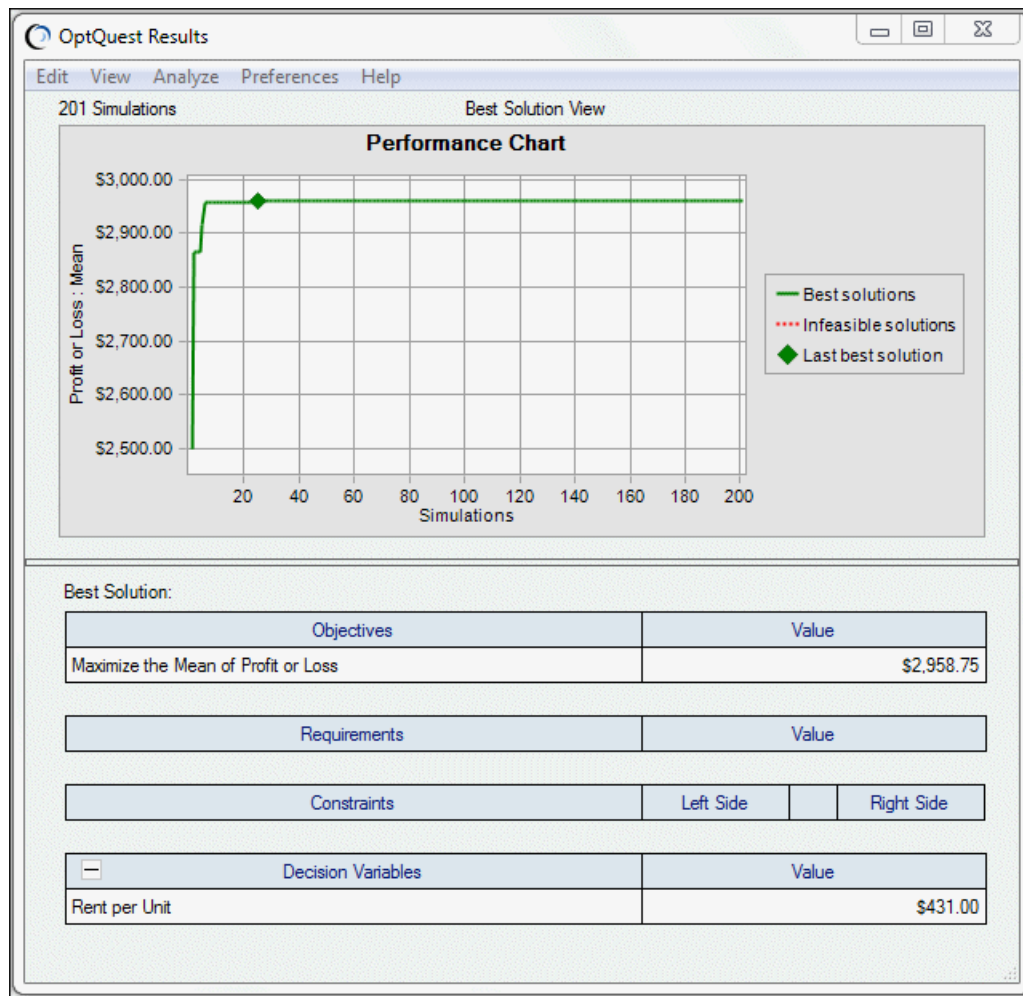 OptQuest Results
Edit View Analyze Preferences Help
201 Simulations Best Solution View
Performance Chart
Profit or Loss : Mean
$3,000.00
$2,900.00
$2,800.00
$2,700.00
$2,600.00
$2,500.00
20 40 60 80 100 120 140 160 180 200
Simulations
Best solutions
Infeasible solutions
Last best solution
Best Solution:
Objectives Value
Maximize the Mean of Profit or Loss $2,958.75
Requirements Value
Constraints Left Side Right Side
Decision Variables Value
Rent per Unit $431.00